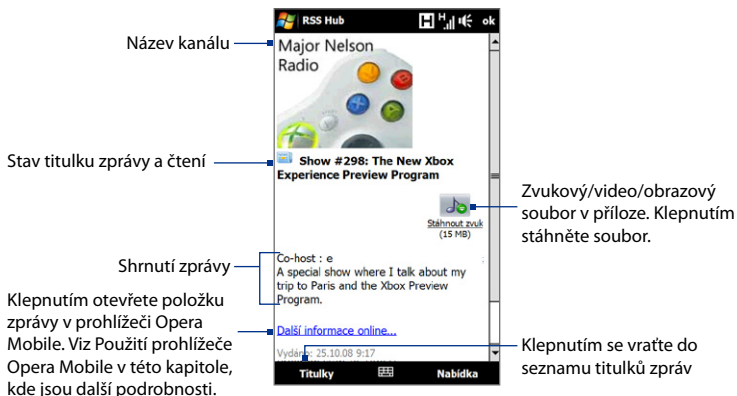 RSS Hub
ok
Název kanálu
Major Nelson
Radio
Stav titulku zprávy a čtení
Show #298: The New Xbox
Experience Preview Program
Stáhnout zvuk
(15 MB)
Zvukový/video/obrazový
soubor v příloze. Klepnutím
stáhněte soubor.
Shrnutí zprávy
Co-host : e
A special show where I talk about my
trip to Paris and the Xbox Preview
Program.
Klepnutím otevřete položku
zprávy v prohlížeči Opera
Mobile. Viz Použití prohlížeče
Opera Mobile v této kapitole,
kde jsou další podrobnosti.
Další informace online...
Vydáno: 25.10.08 9:17
Klepnutím se vraťte do
seznamu titulků zpráv
Titulky
Nabídka